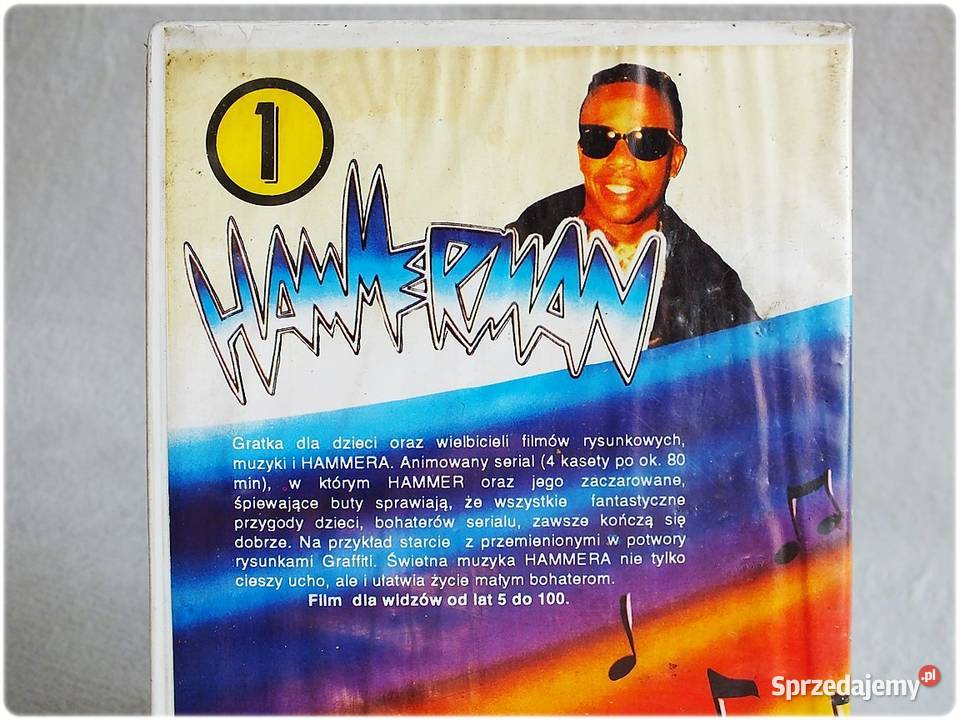 1
HAMMERMAN
Gratka dla dzieci oraz wielbicieli filmów rysunkowych,
muzyki i HAMMERA. Animowany serial (4 kasety po ok. 80
min), w którym HAMMER oraz jego zaczarowane,
śpiewające buty sprawiają, że wszystkie fantastyczne
przygody dzieci, bohaterów serialu, zawsze kończą się
dobrze. Na przykład starcie z przemienionymi w potwory
rysunkami Graffiti. Świetna muzyka HAMMERA nie tylko
cieszy ucho, ale i ułatwia życie małym bohaterom.
Film dla widzów od lat 5 do 100.
Sprzedajemy.pl